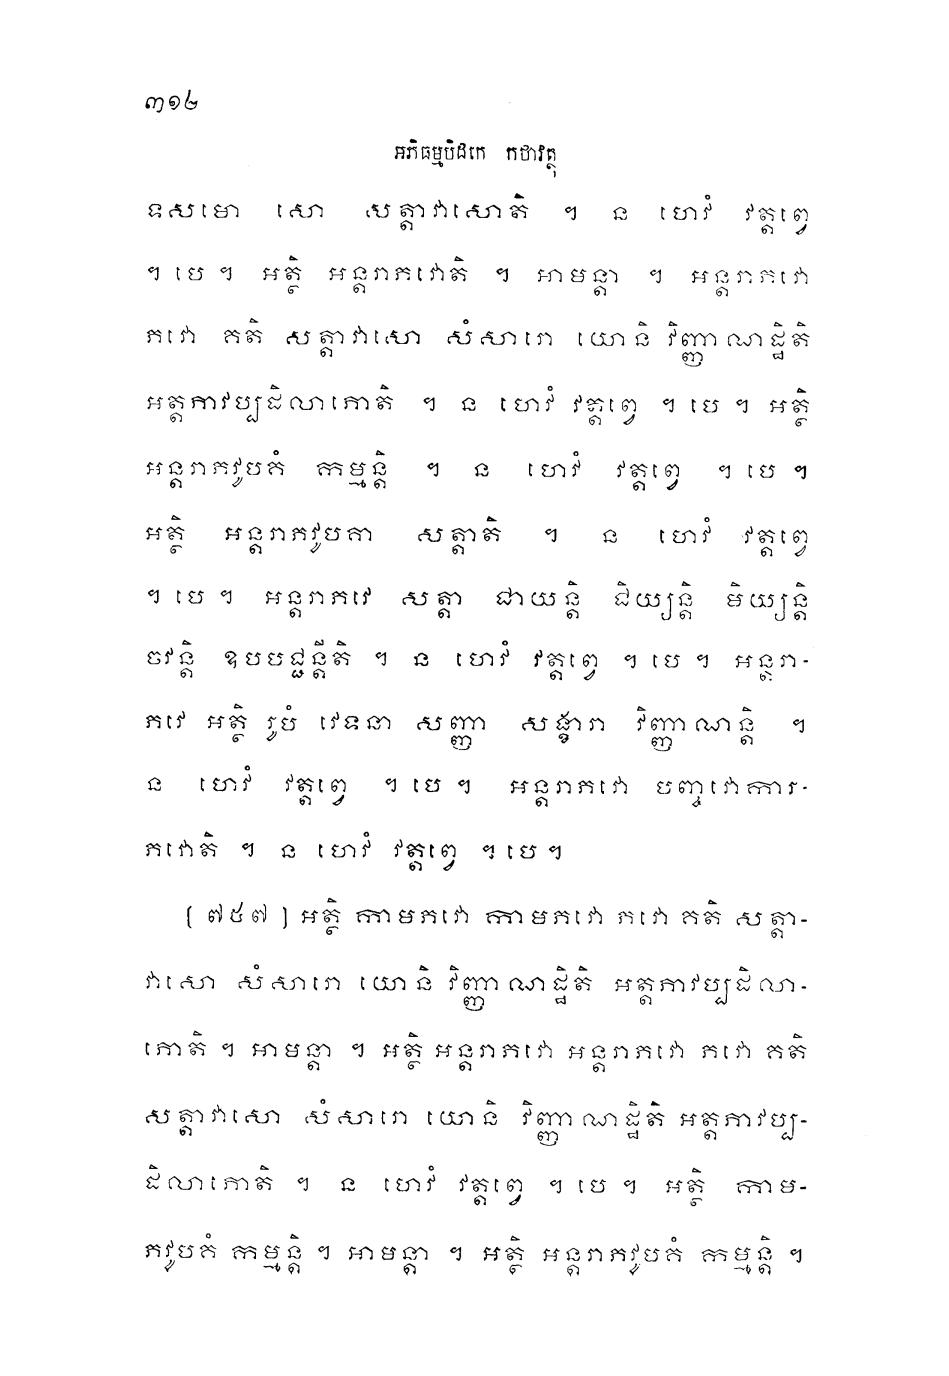 ៣១២
អភិធម្មបិដកេ កថាវត្ថុ
ទសមោ សោ សត្តាវាសោតិ ។ ន ហេវំ វត្តព្វេ
។ បេ ។ អត្ថិ អន្តរាភវោតិ ។ អាមន្តា ។ អន្តរាភវោ
ភវោ គតិ សត្តាវាសោ សំសារោ យោនិ វិញ្ញាណដ្ឋិតិ
អត្តភាវប្បដិលាភោតិ ។ ន ហេវំ វត្តព្វេ ។ បេ ។ អត្ថិ
អន្តរាភវូបគំ កម្មន្តិ ។ ន ហេវំ វត្តព្វេ ។ បេ ។
អត្ថិ អន្តរាភវូបគា សត្តាតិ ។ ន ហេវំ វត្តព្វេ
។ បេ ។ អន្តរាភវេ សត្តា ជាយន្តិ ជិយ្យន្តិ មិយ្យន្តិ
ចវន្តិ ឧបបជ្ជន្តីតិ ។ ន ហេវំ វត្តព្វេ ។ បេ ។ អន្តរា-
ភវេ អត្ថិ រូបំ វេទនា សញ្ញា សង្ខារា វិញ្ញាណន្តិ ។
ន ហេវំ វត្តព្វេ ។ បេ ។ អន្តរាភវោ បញ្ចវោការ-
ភវោតិ ។ ន ហេវំ វត្តព្វេ ។ បេ ។
[ ៧៥៧ ] អត្ថិ កាមភវោ កាមភវោ ភវោ គតិ សត្តា-
វាសោ សំសារោ យោនិ វិញ្ញាណដ្ឋិតិ អត្តភាវប្បដិលា-
ភោតិ ។ អាមន្តា ។ អត្ថិ អន្តរាភវោ អន្តរាភវោ ភវោ គតិ
សត្តាវាសោ សំសារោ យោនិ វិញ្ញាណដ្ឋិតិ អត្តភាវប្ប-
ដិលាភោតិ ។ ន ហេវំ វត្តព្វេ ។ បេ ។ អត្ថិ កាម-
ភវូបគំ កម្មន្តិ ។ អាមន្តា ។ អត្ថិ អន្តរាភវូបគំ កម្មន្តិ ។